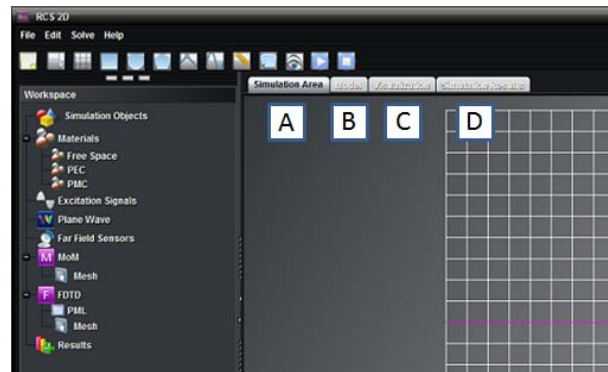 RCS 2D
File Edit Solve Help
Simulation Area Model Visualization Simulation Results
Workspace
A B C D
Simulation Objects
Materials
Free Space
PEC
PMC
Excitation Signals
Plane Wave
Far Field Sensors
M MoM
Mesh
F FDTD
PML
Mesh
Results